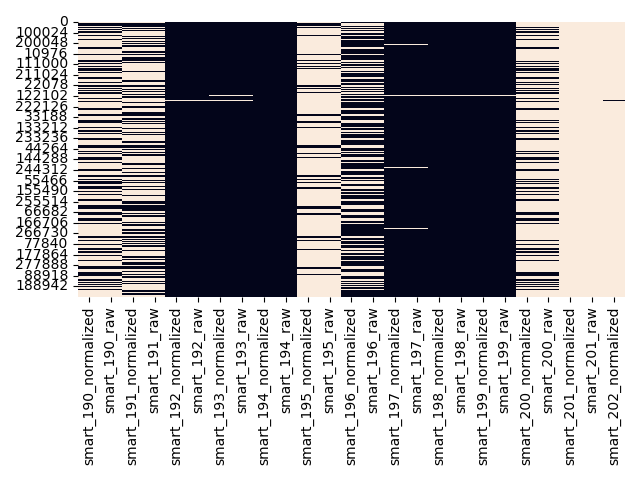 0
100024
200048
10976
111000
211024
22078
122102
222126
33188
133212
233236
44264
144288
244312
55466
155490
255514
66682
166706
266730
77840
177864
277888
88918
188942
smart_190_normalized
smart_190_raw
smart_191_normalized
smart_191_raw
smart_192_normalized
smart_192_raw
smart_193_normalized
smart_193_raw
smart_194_normalized
smart_194_raw
smart_195_normalized
smart_195_raw
smart_196_normalized
smart_196_raw
smart_197_normalized
smart_197_raw
smart_198_normalized
smart_198_raw
smart_199_normalized
smart_199_raw
smart_200_normalized
smart_200_raw
smart_201_normalized
smart_201_raw
smart_202_normalized